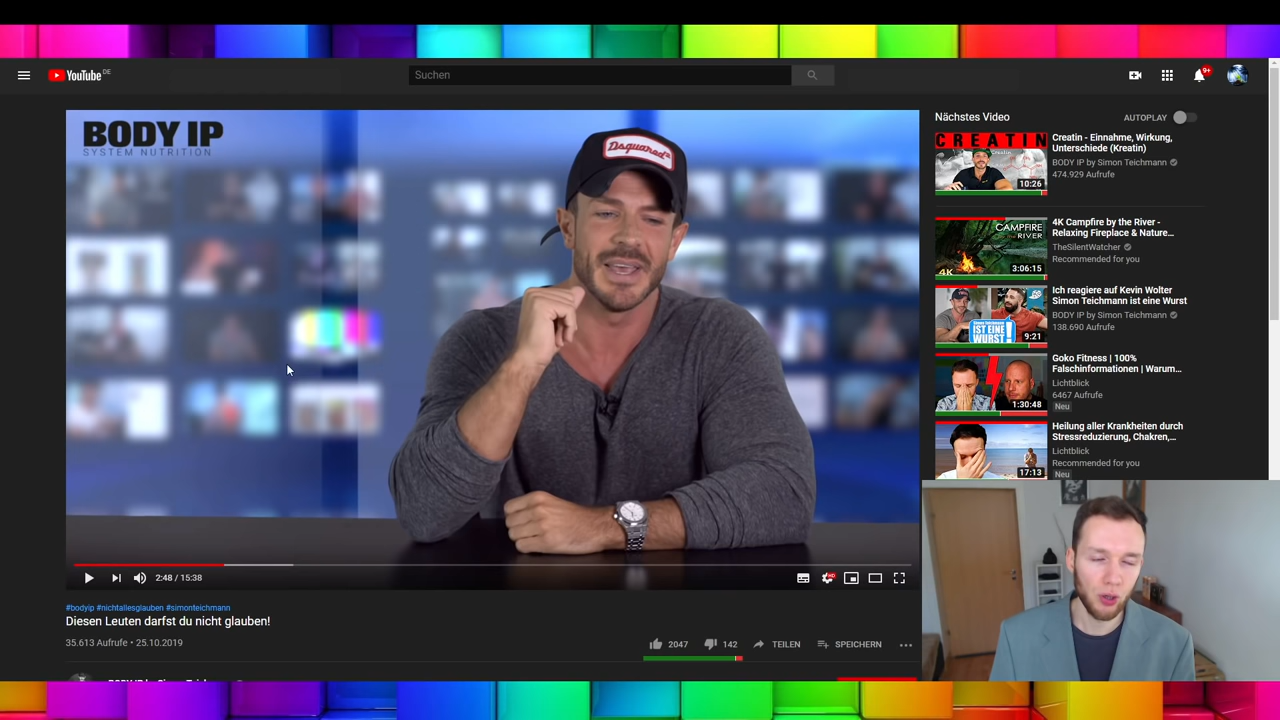 YouTube DE
Suchen
9+
BODY IP
SYSTEM NUTRITION
Dsquared2
2:48 / 15:38
HD
#bodyip #nichtallesglauben #simonteichmann
Diesen Leuten darfst du nicht glauben!
35.613 Aufrufe • 25.10.2019
2047
142
TEILEN
SPEICHERN
Nächstes Video
AUTOPLAY
CREATIN
10:26
Creatin - Einnahme, Wirkung,
Unterschiede (Kreatin)
BODY IP by Simon Teichmann
474.929 Aufrufe
CAMPFIRE
RIVER
4K
3:06:15
4K Campfire by the River -
Relaxing Fireplace & Nature...
TheSilentWatcher
Recommended for you
IST EINE
WURST!
9:21
Ich reagiere auf Kevin Wolter
Simon Teichmann ist eine Wurst
BODY IP by Simon Teichmann
138.690 Aufrufe
1:30:48
Goko Fitness | 100%
Falschinformationen | Warum...
Lichtblick
6467 Aufrufe
Neu
17:13
Heilung aller Krankheiten durch
Stressreduzierung, Chakren,...
Lichtblick
Recommended for you
Neu